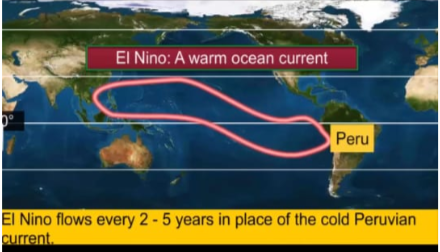 El Nino: A warm ocean current
0°
Peru
El Nino flows every 2 - 5 years in place of the cold Peruvian
current.